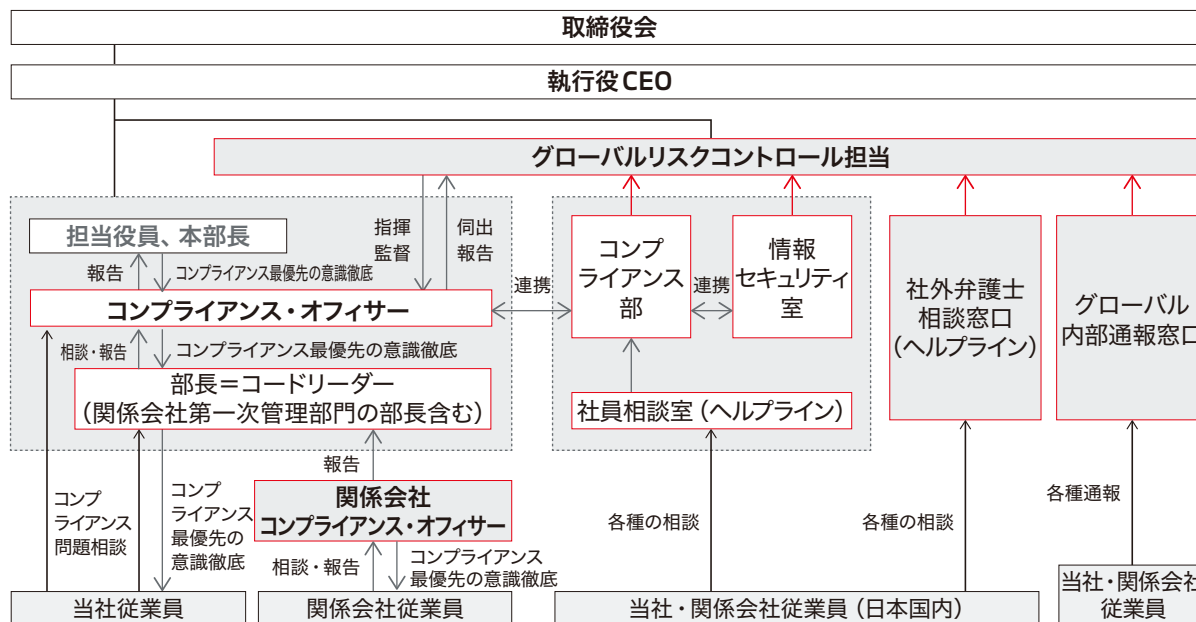 取締役会
執行役CEO
グローバルリスクコントロール担当
担当役員、本部長
報告
コンプライアンス最優先の意識徹底
指揮
監督
伺出
報告
コンプライアンス・オフィサー
連携
コンプ
ライアンス
部
連携
情報
セキュリティ
室
社外弁護士
相談窓口
(ヘルプライン)
グローバル
内部通報窓口
相談・報告
コンプライアンス最優先の意識徹底
部長=コードリーダー
(関係会社第一次管理部門の部長含む)
社員相談室(ヘルプライン)
報告
関係会社
コンプライアンス・オフィサー
コンプ
ライアンス
問題相談
コンプ
ライアンス
最優先の
意識徹底
相談・報告
コンプライアンス
最優先の意識徹底
各種の相談
各種の相談
各種通報
当社従業員
関係会社従業員
当社・関係会社従業員(日本国内)
当社・関係会社
従業員